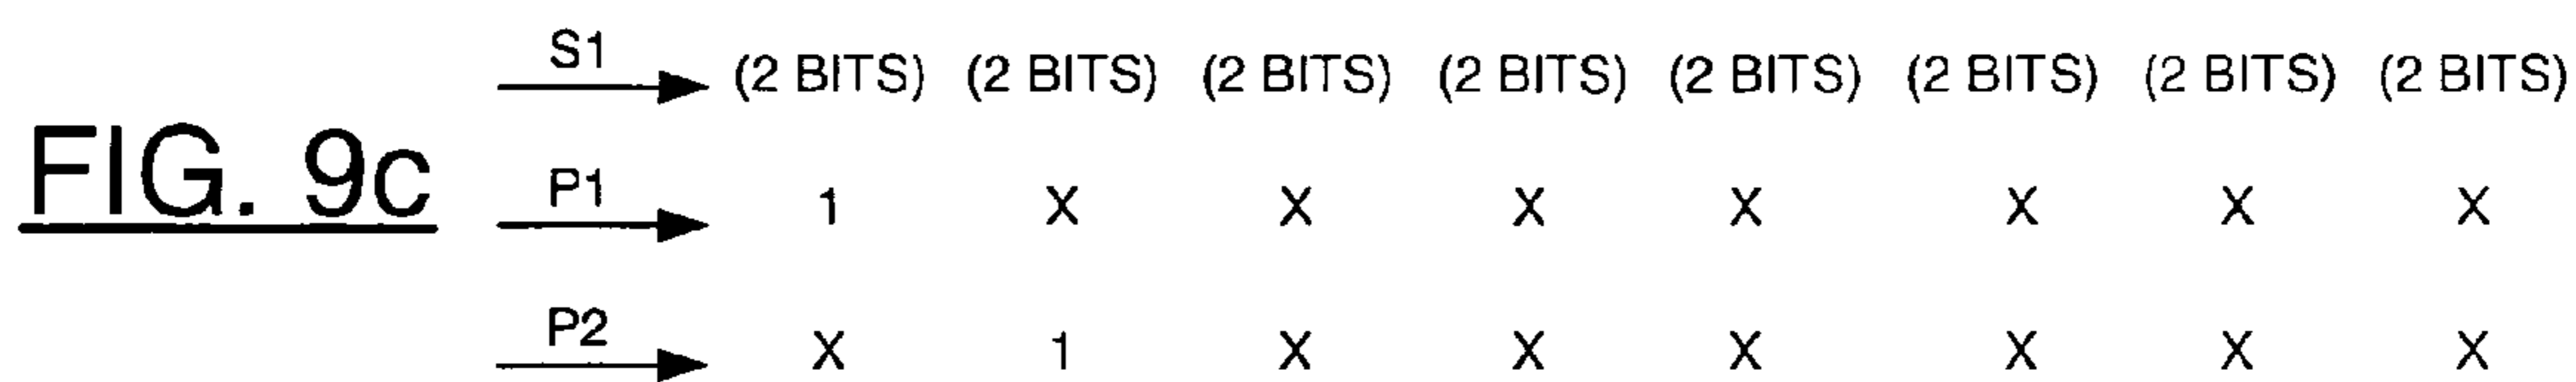 S1 (2 BITS) (2 BITS) (2 BITS) (2 BITS) (2 BITS) (2 BITS) (2 BITS) (2 BITS)
FIG. 9c P1 1 X X X X X X X
P2 X 1 X X X X X X